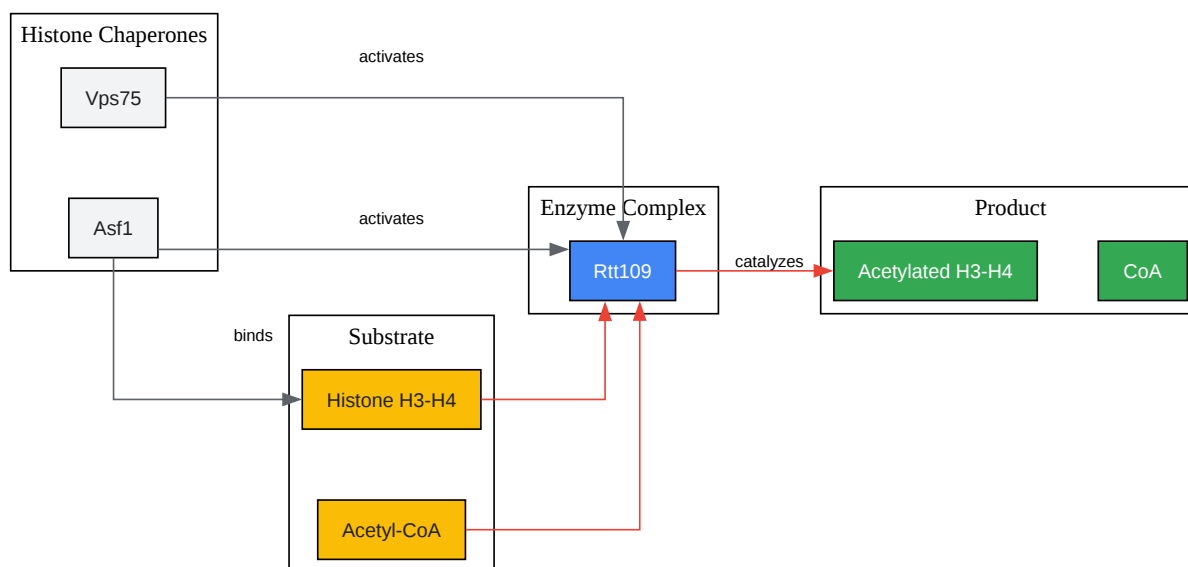 Histone Chaperones
Vps75
activates
Asf1
activates
Enzyme Complex
Rtt109
catalyzes
Product
Acetylated H3-H4
CoA
binds
Substrate
Histone H3-H4
Acetyl-CoA